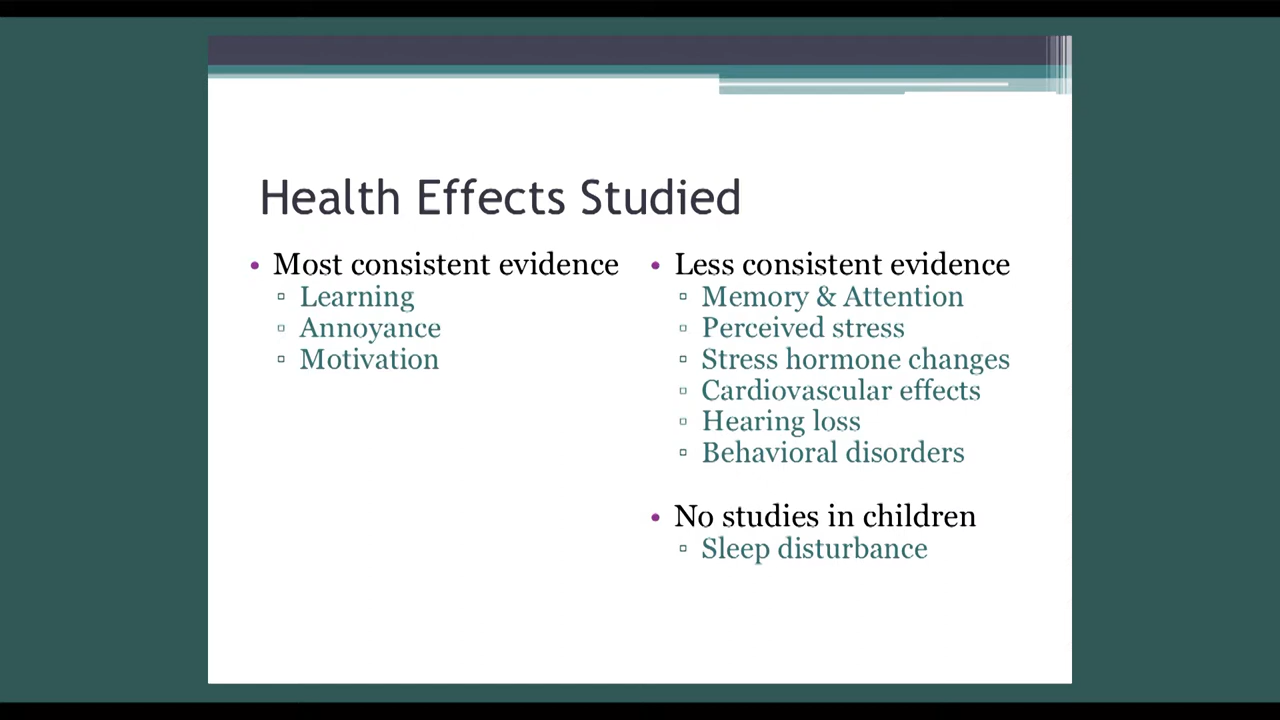 Health Effects Studied
• Most consistent evidence
▫ Learning
▫ Annoyance
▫ Motivation
• Less consistent evidence
▫ Memory & Attention
▫ Perceived stress
▫ Stress hormone changes
▫ Cardiovascular effects
▫ Hearing loss
▫ Behavioral disorders
• No studies in children
▫ Sleep disturbance